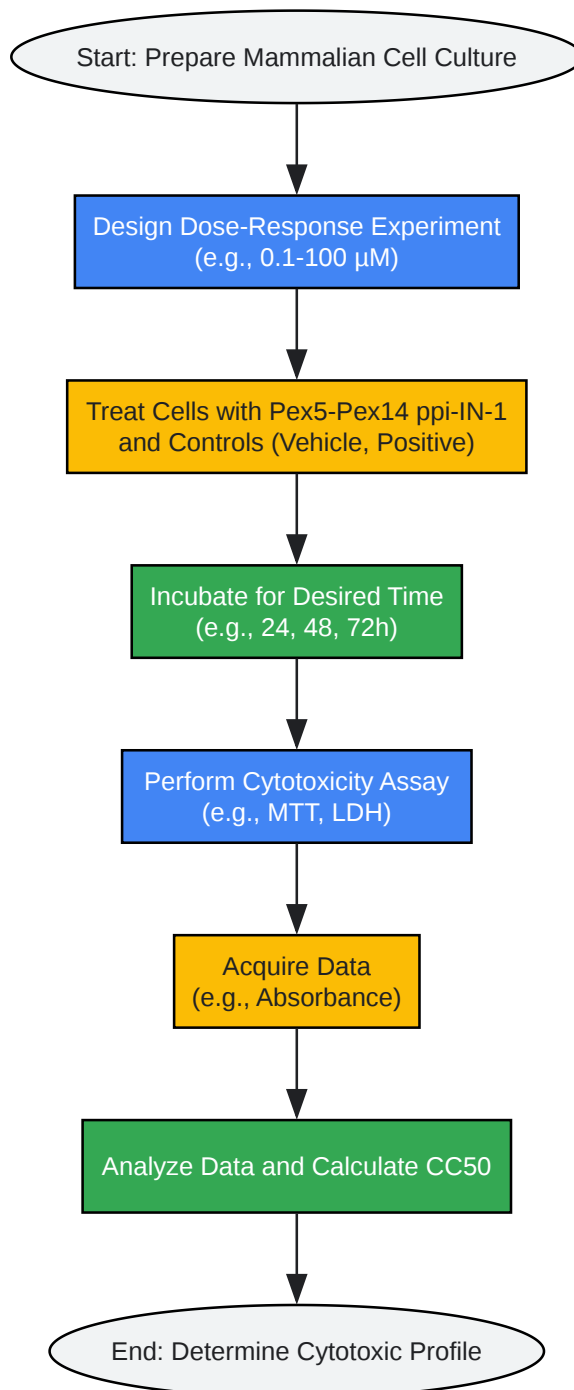 Start: Prepare Mammalian Cell Culture
Design Dose-Response Experiment
(e.g., 0.1-100 µM)
Treat Cells with Pex5-Pex14 ppi-IN-1
and Controls (Vehicle, Positive)
Incubate for Desired Time
(e.g., 24, 48, 72h)
Perform Cytotoxicity Assay
(e.g., MTT, LDH)
Acquire Data
(e.g., Absorbance)
Analyze Data and Calculate CC50
End: Determine Cytotoxic Profile